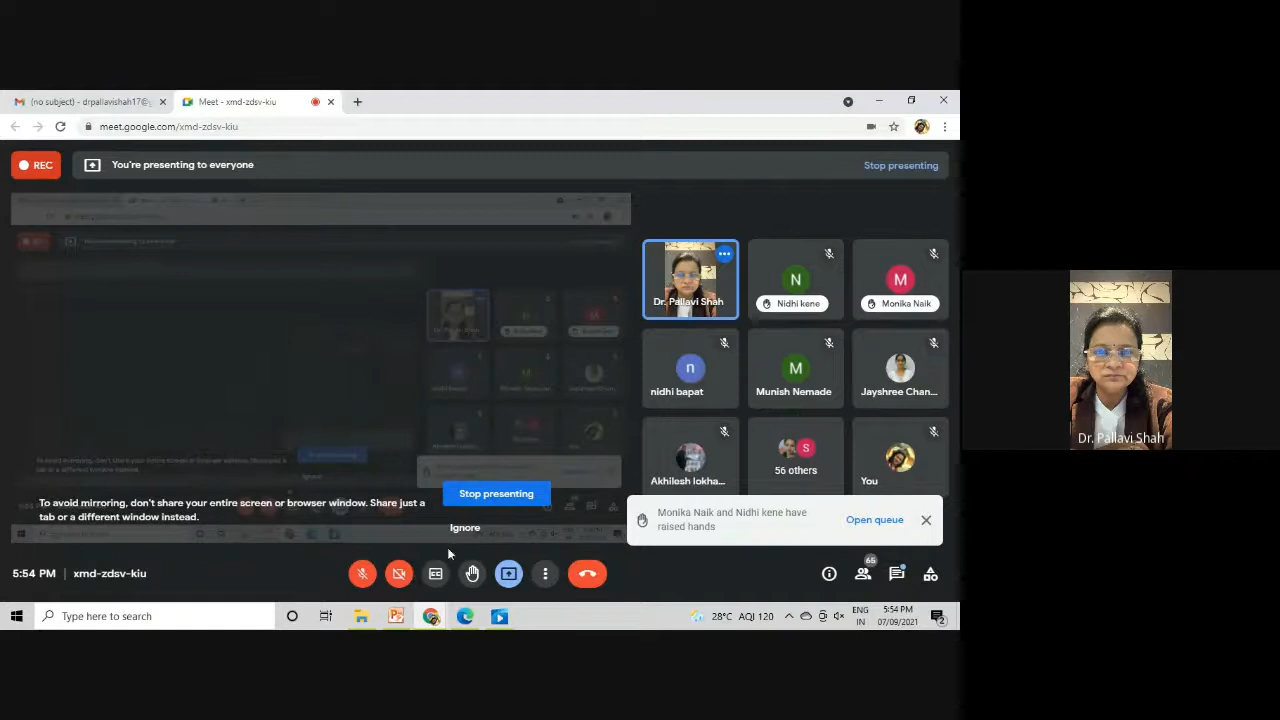 (no subject) - drpallavishah17@g
Meet - xmd-zdsv-kiu
meet.google.com/xmd-zdsv-kiu
REC
You're presenting to everyone
Stop presenting
Dr. Pallavi Shah
Nidhi kene
M
Monika Naik
N
n
nidhi bapat
M
Munish Nemade
Jayshree Chan...
Akhilesh lokha...
S
56 others
You
To avoid mirroring, don't share your entire screen or browser window. Share just a
tab or a different window instead.
Stop presenting
Ignore
Monika Naik and Nidhi kene have
raised hands
Open queue
5:54 PM | xmd-zdsv-kiu
65
Type here to search
28°C AQI 120
ENG
IN
5:54 PM
07/09/2021
2
Dr. Pallavi Shah